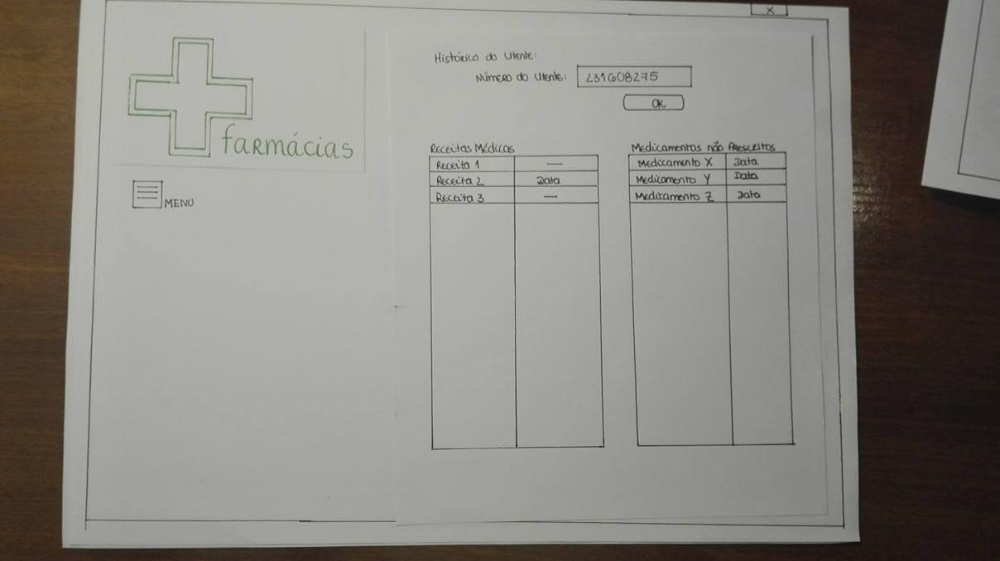 X
farmácias
MENU
Histórico do Utente:
Número do Utente: 231608275
OK
Receitas Médicas
Receita 1 —
Receita 2 Data
Receita 3 —
Medicamentos não Prescritos
Medicamento X Data
Medicamento Y Data
Medicamento Z Data